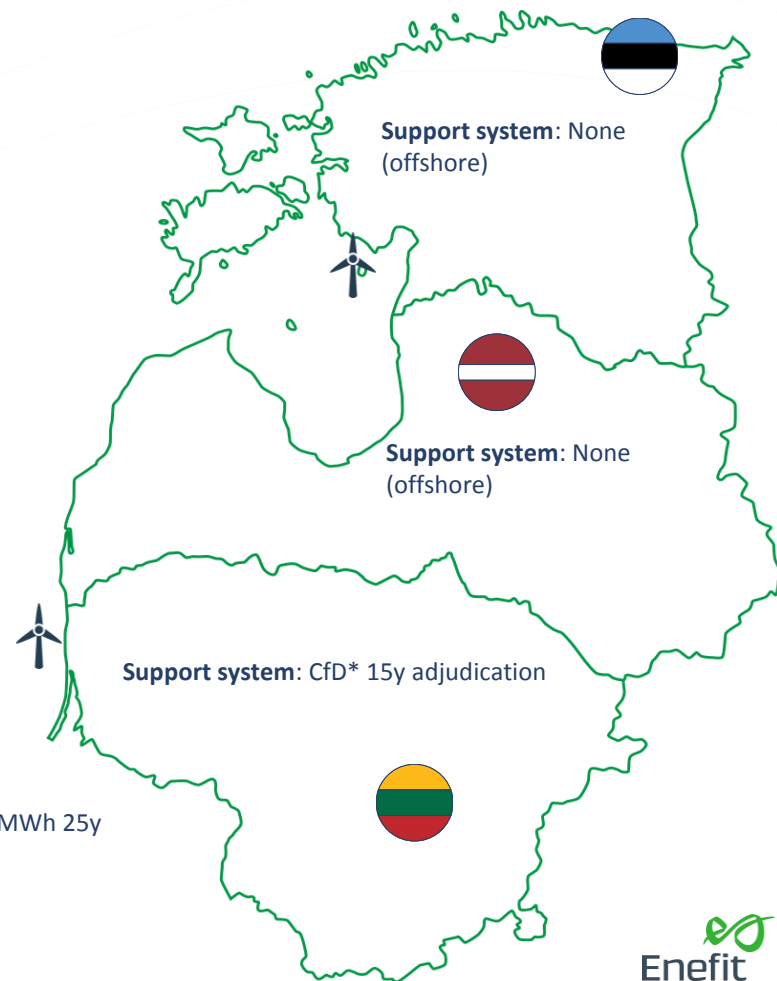 Support system: None
(offshore)
Support system: None
(offshore)
Support system: CfD* 15y adjudication
MWh 25y
Enefit